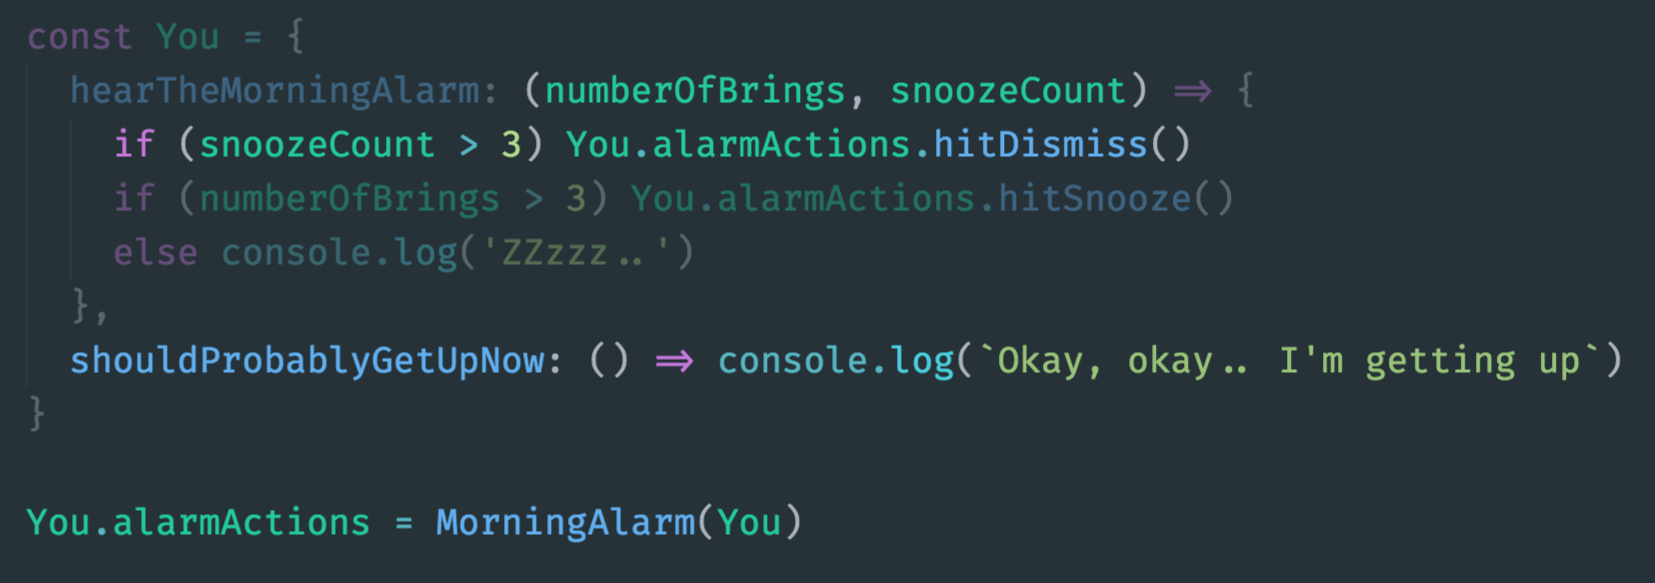 const You = {
hearTheMorningAlarm: (numberOfBrings, snoozeCount) => {
if (snoozeCount > 3) You.alarmActions.hitDismiss()
if (numberOfBrings > 3) You.alarmActions.hitSnooze()
else console.log('ZZzzz..')
},
shouldProbablyGetUpNow: () => console.log(`Okay, okay.. I'm getting up`)
}
You.alarmActions = MorningAlarm(You)